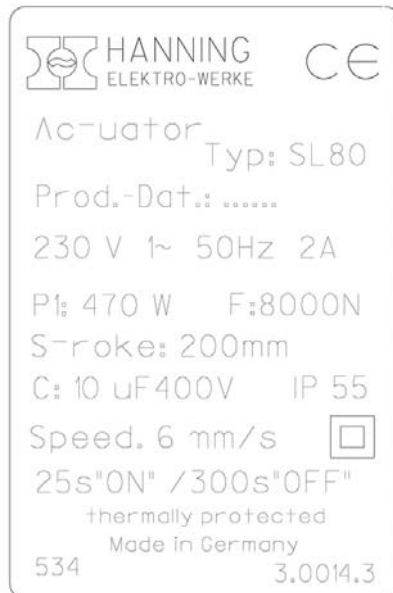 HANNING
ELEKTRO-WERKE
CE
Ac-uator
Typ: SL80
Prod.-Dat.: ......
230 V 1~ 50Hz 2A
P1: 470 W F:8000N
S-roke: 200mm
C: 10 uF400V IP 55
Speed. 6 mm/s
25s"ON" /300s"OFF"
thermally protected
Made in Germany
534 3.0014.3